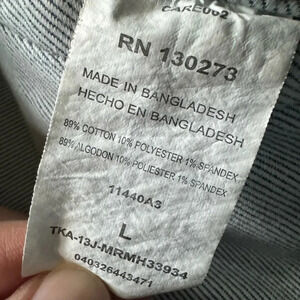 CARE062
RN 130273
MADE IN BANGLADESH
HECHO EN BANGLADESH
89% COTTON 10% POLYESTER 1% SPANDEX
89% ALGODON 10% POLIESTER 1% SPANDEX
11440A3
L
TKA-13J-MRMH33934
040326443471